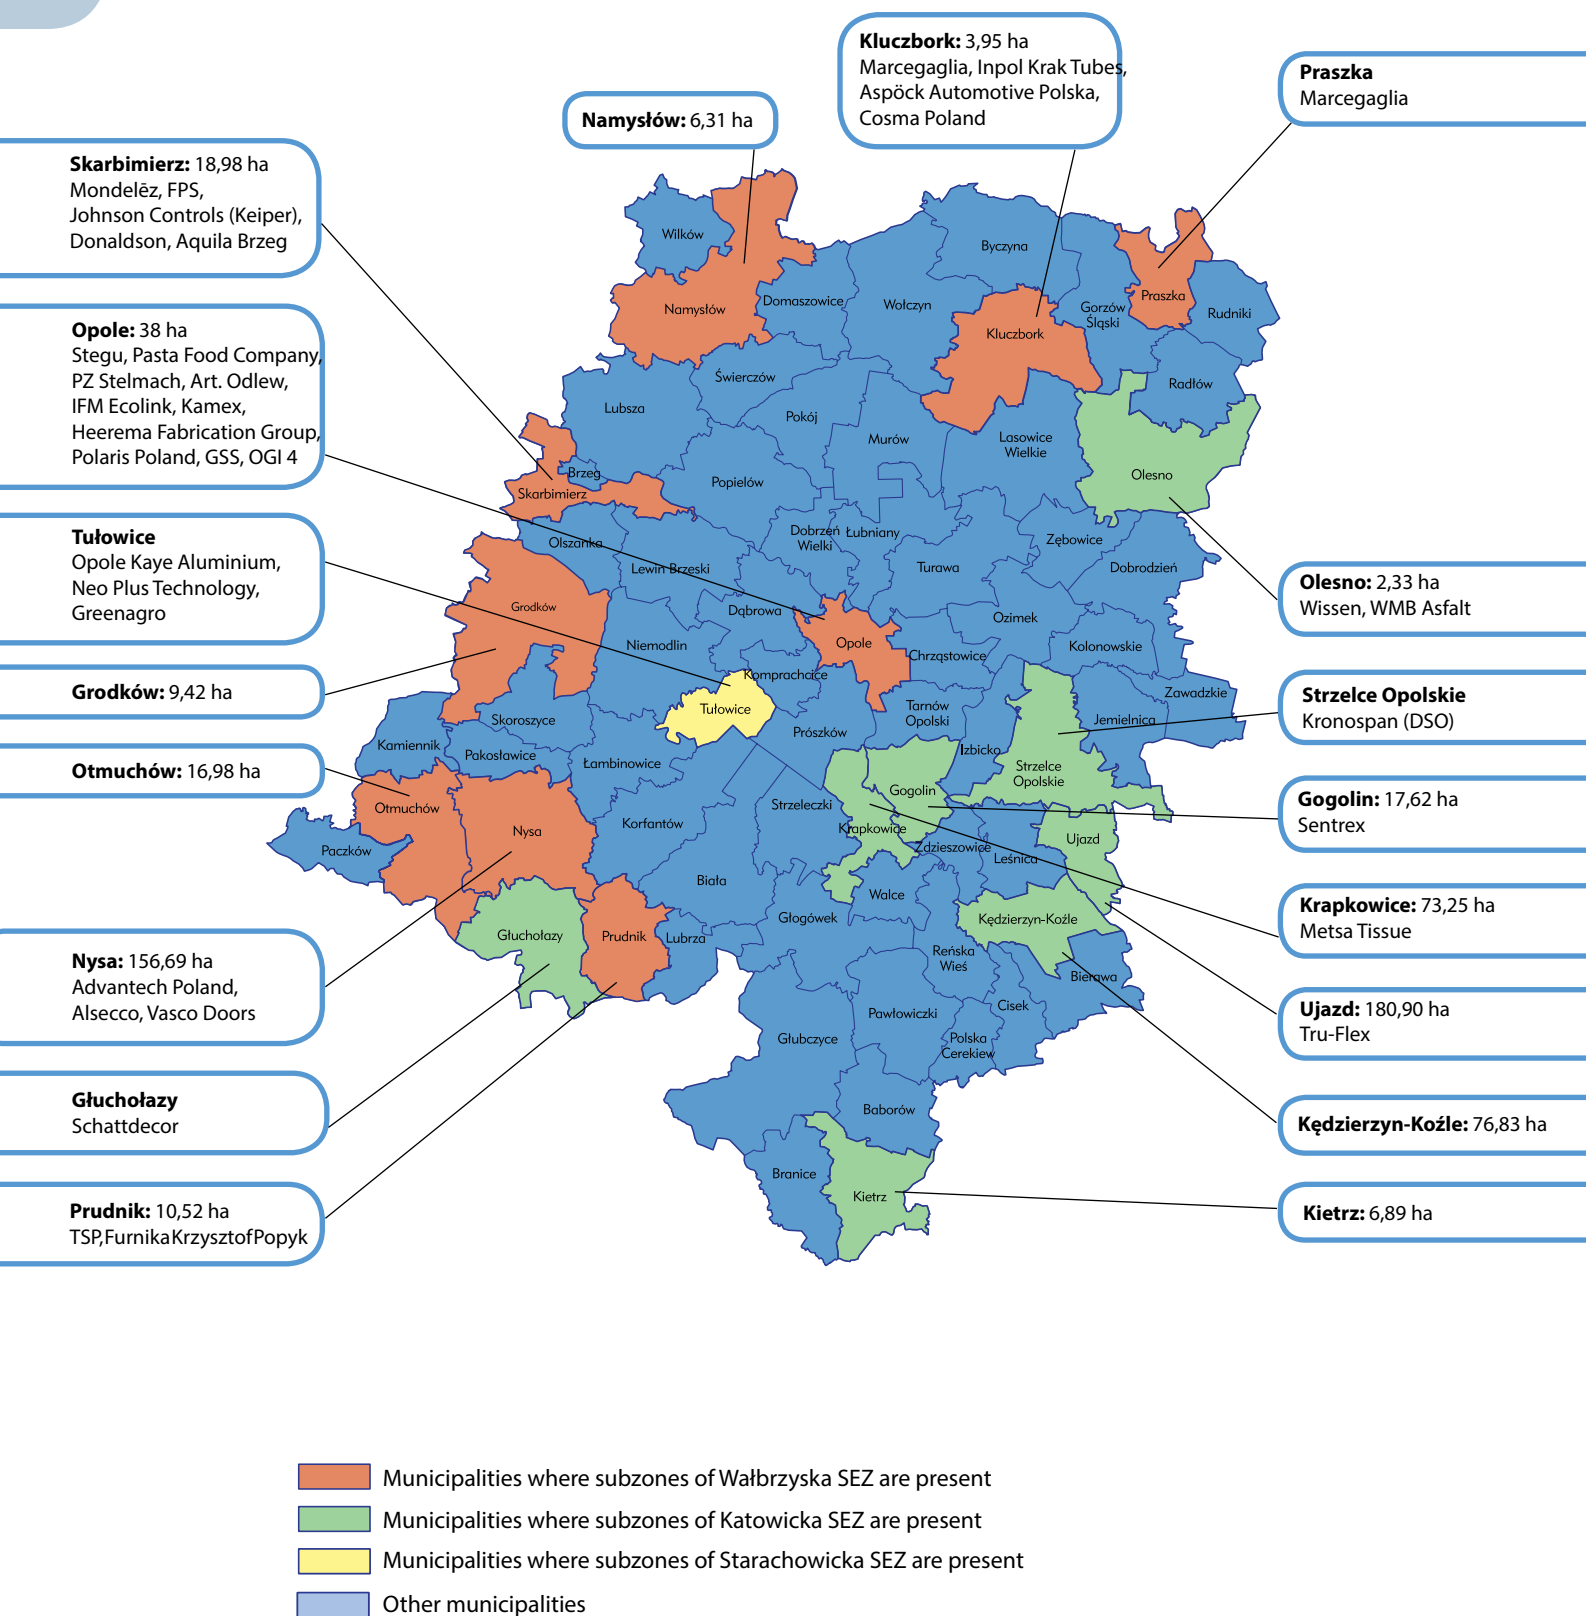 Kluczbork: 3,95 ha
Marcegaglia, Inpol Krak Tubes,
Aspöck Automotive Polska,
Cosma Poland
Praszka
Marcegaglia
Namysłów: 6,31 ha
Skarbimierz: 18,98 ha
Mondelēz, FPS,
Johnson Controls (Keiper),
Donaldson, Aquila Brzeg
Opole: 38 ha
Stegu, Pasta Food Company,
PZ Stelmach, Art. Odlew,
IFM Ecolink, Kamex,
Heerema Fabrication Group,
Polaris Poland, GSS, OGI 4
Tułowice
Opole Kaye Aluminium,
Neo Plus Technology,
Greenagro
Grodków: 9,42 ha
Otmuchów: 16,98 ha
Nysa: 156,69 ha
Advantech Poland,
Alsecco, Vasco Doors
Głuchołazy
Schattdecor
Prudnik: 10,52 ha
TSP,FurnikaKrzysztofPopyk
Olesno: 2,33 ha
Wissen, WMB Asfalt
Strzelce Opolskie
Kronospan (DSO)
Gogolin: 17,62 ha
Sentrex
Krapkowice: 73,25 ha
Metsa Tissue
Ujazd: 180,90 ha
Tru-Flex
Kędzierzyn-Koźle: 76,83 ha
Kietrz: 6,89 ha
Wilków
Byczyna
Namysłów
Domaszowice
Wołczyn
Kluczbork
Gorzów
Śląski
Praszka
Rudniki
Radłów
Świerczów
Lubsza
Pokój
Murów
Lasowice
Wielkie
Olesno
Brzeg
Skarbimierz
Popielów
Olszanka
Lewin Brzeski
Dobrzeń
Wielki
Łubniany
Turawa
Zębowice
Dobrodzień
Grodków
Dąbrowa
Niemodlin
Opole
Ozimek
Chrząstowice
Kolonowskie
Komprachcice
Zawadzkie
Tułowice
Skoroszyce
Prószków
Tarnów
Opolski
Jemielnica
Kamiennik
Pakosławice
Łambinowice
Izbicko
Strzelce
Opolskie
Otmuchów
Nysa
Korfantów
Strzeleczki
Gogolin
Krapkowice
Zdzieszowice
Leśnica
Ujazd
Paczków
Biała
Walce
Głuchołazy
Prudnik
Lubrza
Głogówek
Kędzierzyn-Koźle
Reńska
Wieś
Bierawa
Cisek
Pawłowiczki
Głubczyce
Polska
Cerekiew
Baborów
Branice
Kietrz
Municipalities where subzones of Wałbrzyska SEZ are present
Municipalities where subzones of Katowicka SEZ are present
Municipalities where subzones of Starachowicka SEZ are present
Other municipalities